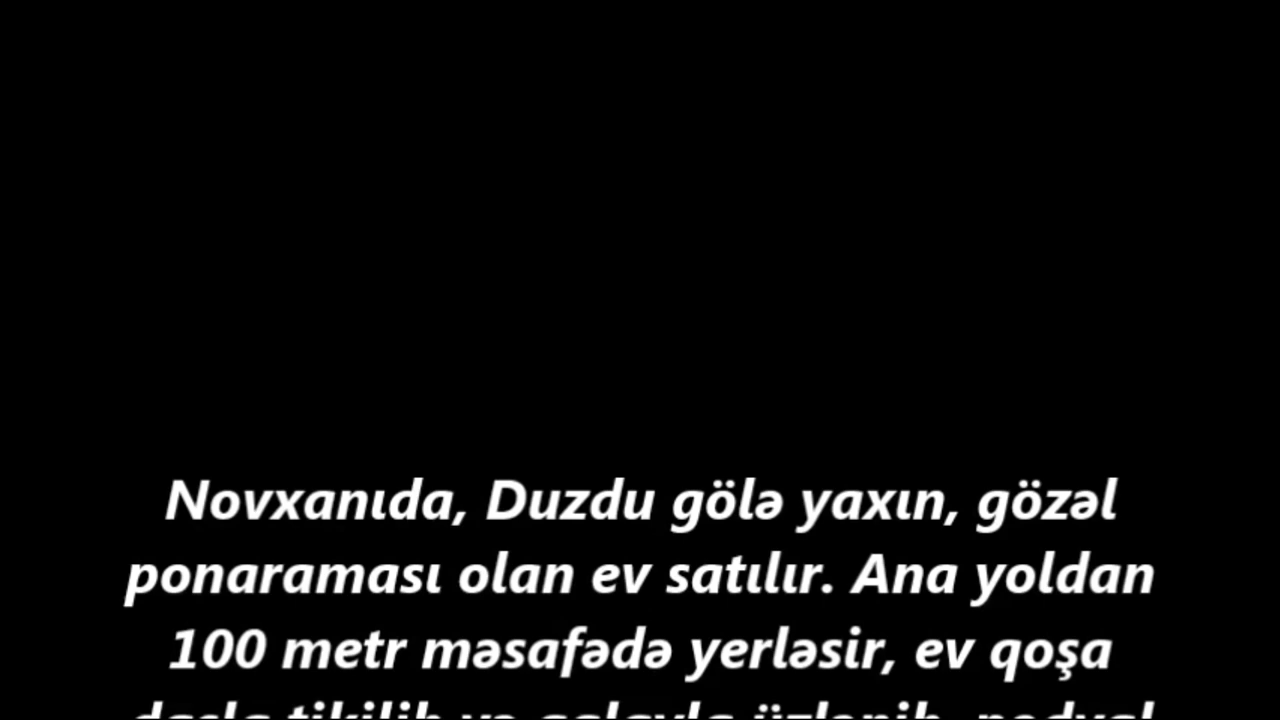 Novxanıda, Duzdu gölə yaxın, gözəl
ponaraması olan ev satılır. Ana yoldan
100 metr məsafədə yerləsir, ev qoşa